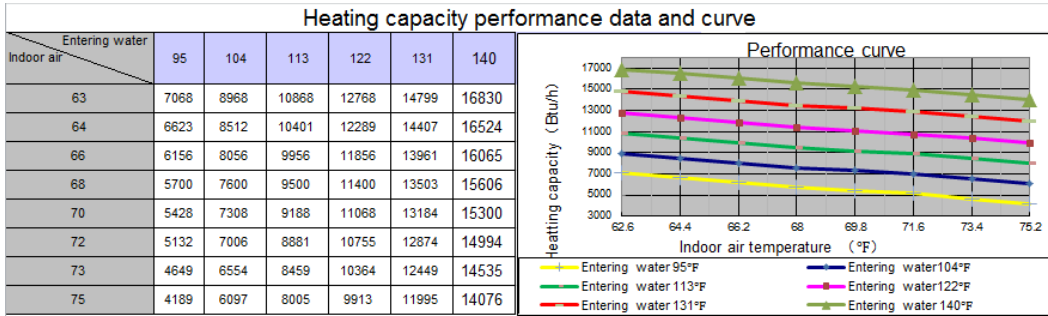 Heating capacity performance data and curve
Entering water
Indoor air
95 104 113 122 131 140
63 7068 8968 10868 12768 14799 16830
64 6623 8512 10401 12289 14407 16524
66 6156 8056 9956 11856 13961 16065
68 5700 7600 9500 11400 13503 15606
70 5428 7308 9188 11068 13184 15300
72 5132 7006 8881 10755 12874 14994
73 4649 6554 8459 10364 12449 14535
75 4189 6097 8005 9913 11995 14076
Performance curve
Heatting capacity （Btu/h）
17000
15000
13000
11000
9000
7000
5000
3000
62.6 64.4 66.2 68 69.8 71.6 73.4 75.2
Indoor air temperature （°F）
Entering water 95°F Entering water104°F
Entering water 113°F Entering water122°F
Entering water 131°F Entering water 140°F